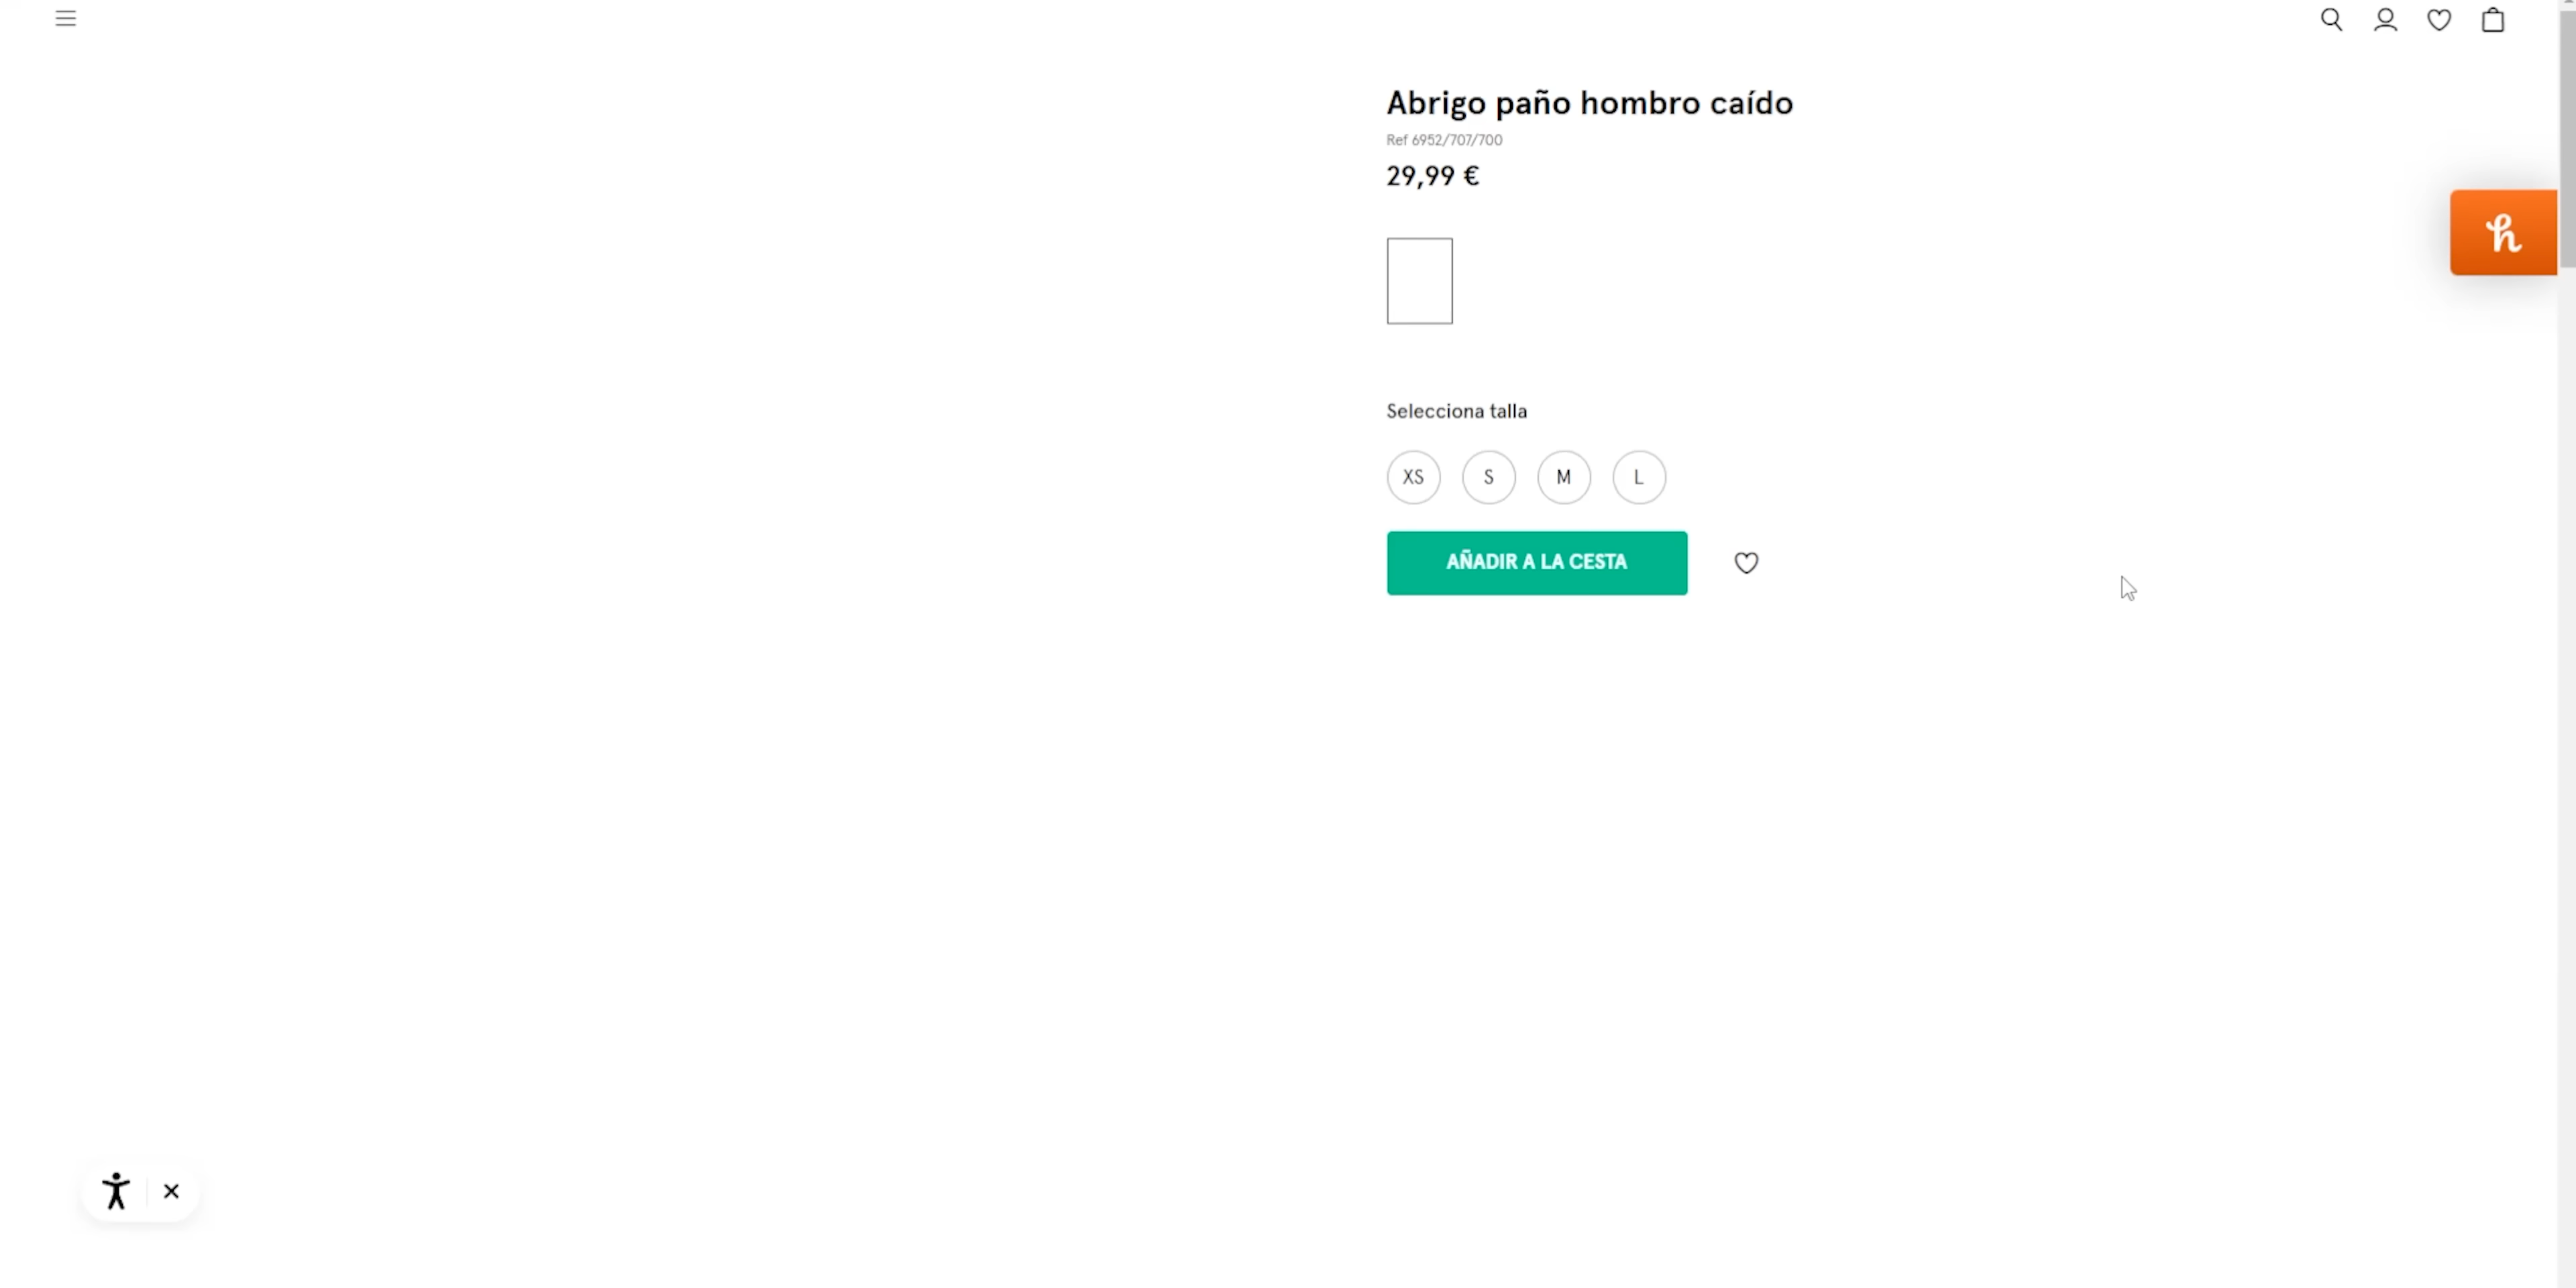 Abrigo paño hombro caído
Ref 6952/707/700
29,99 €
Selecciona talla
XS S M L
AÑADIR A LA CESTA
h